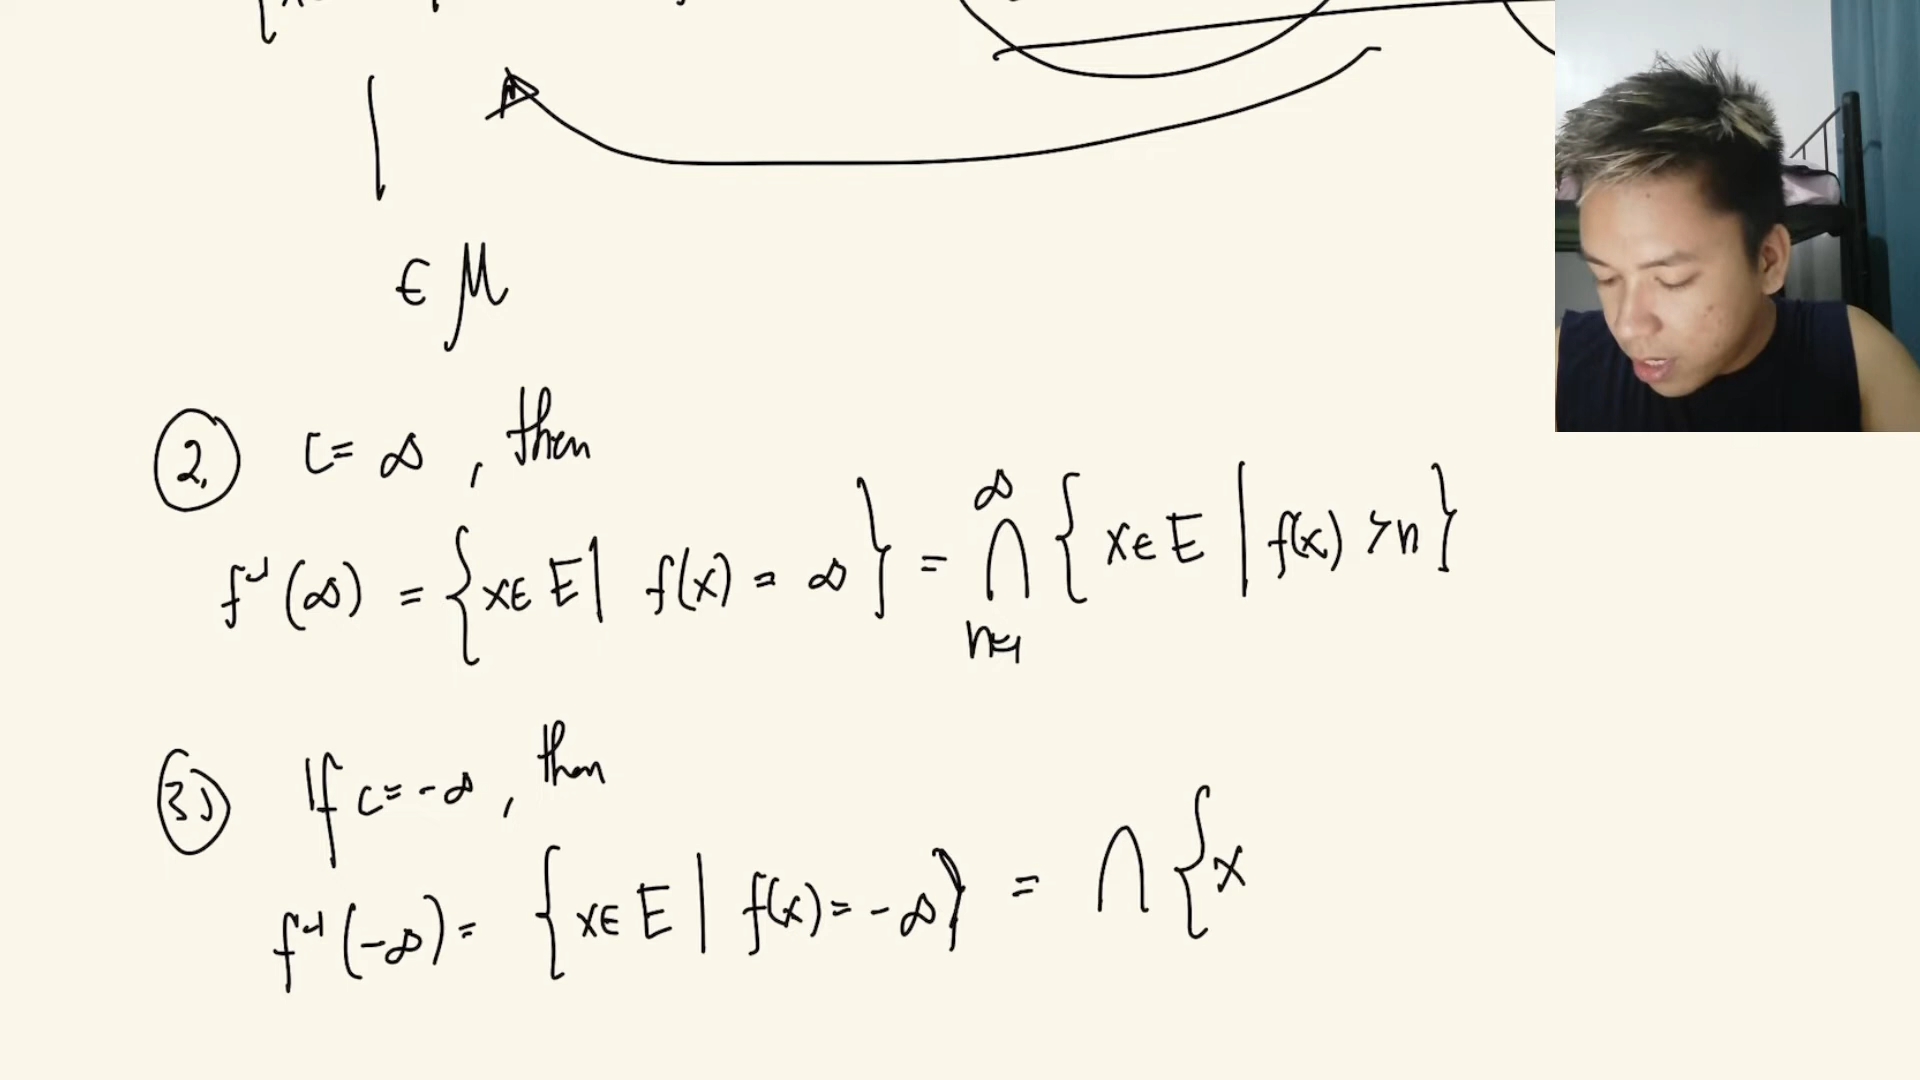 ∈ M
2. c = ∞, then
f⁻¹(∞) = {x ∈ E | f(x) = ∞} = ⋂_{n=1}^{∞} {x ∈ E | f(x) > n}
3) If c = -∞, then
f⁻¹(-∞) = {x ∈ E | f(x) = -∞} = ⋂ {x